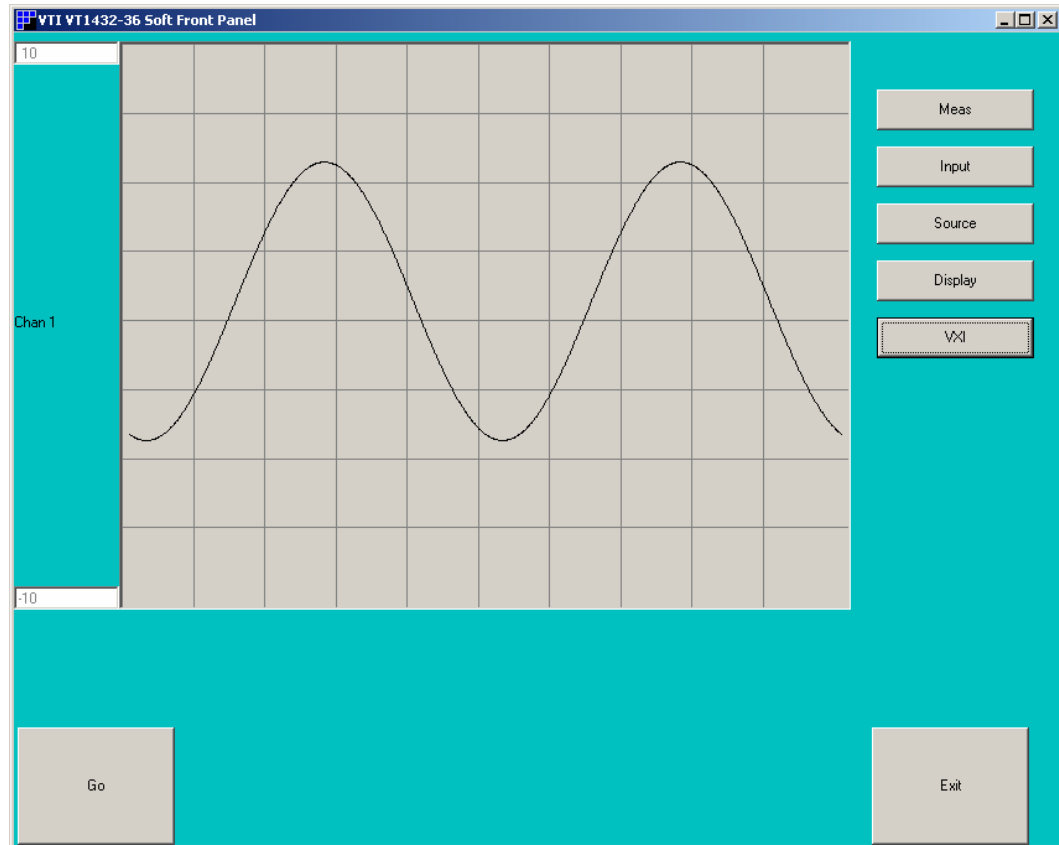 VTI VT1432-36 Soft Front Panel
10
Meas
Input
Source
Display
Chan 1
VXI
-10
Go
Exit